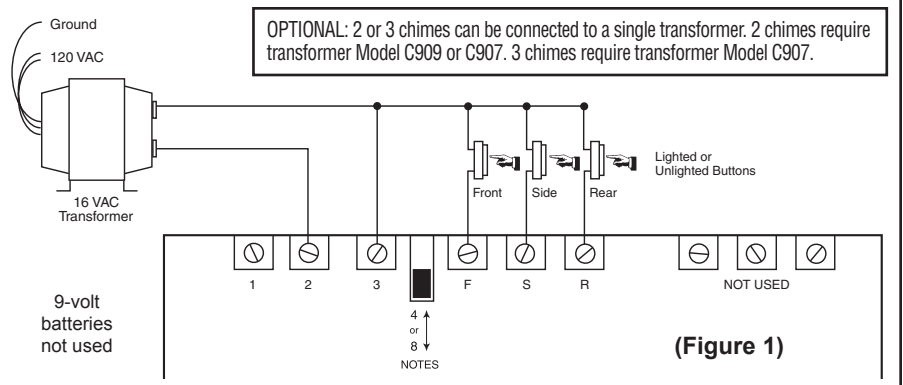 Ground
120 VAC
OPTIONAL: 2 or 3 chimes can be connected to a single transformer. 2 chimes require
transformer Model C909 or C907. 3 chimes require transformer Model C907.
Front
Side
Rear
Lighted or
Unlighted Buttons
16 VAC
Transformer
1
2
3
F
S
R
NOT USED
9-volt
batteries
not used
4
or
8
NOTES
(Figure 1)